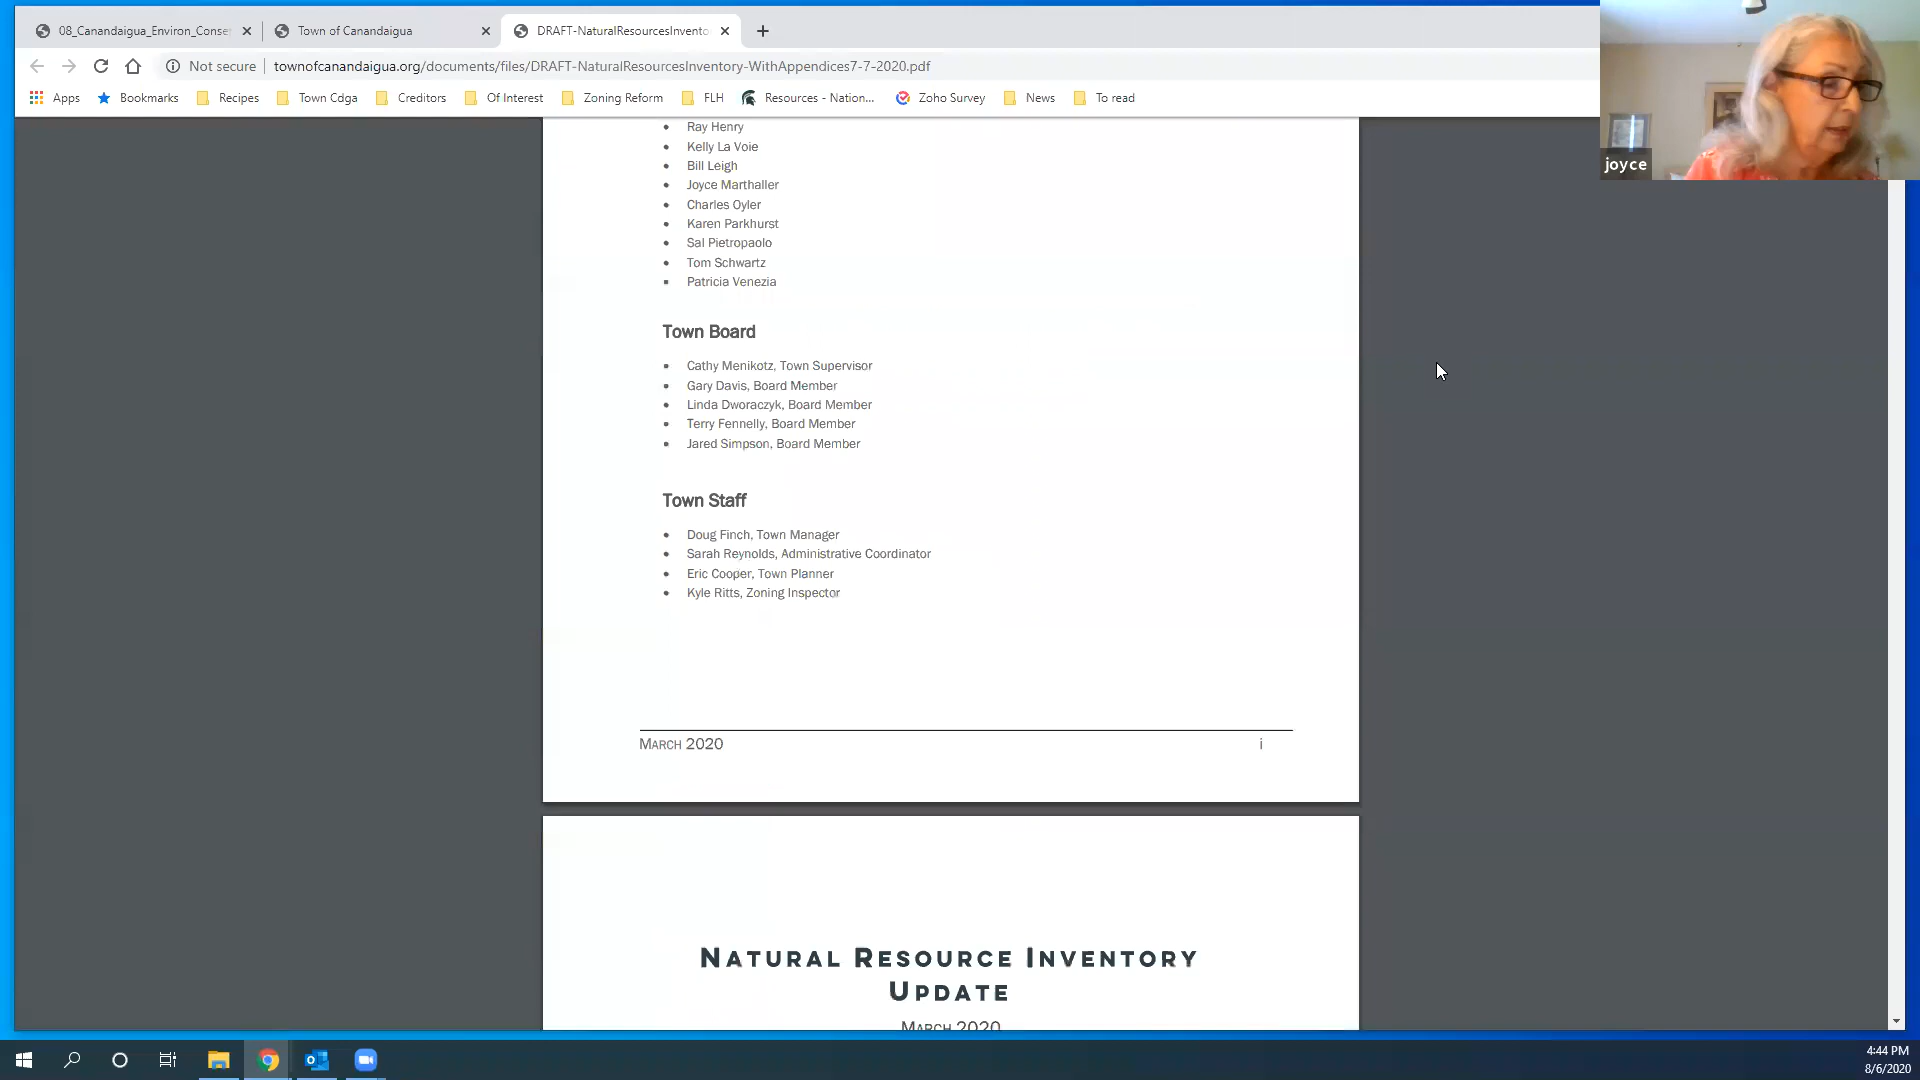 08_Canandaigua_Environ_Conse
Town of Canandaigua
DRAFT-NaturalResourcesInvento
Not secure
townofcanandaigua.org/documents/files/DRAFT-NaturalResourcesInventory-WithAppendices7-7-2020.pdf
Apps
Bookmarks
Recipes
Town Cdga
Creditors
Of Interest
Zoning Reform
FLH
Resources - Nation...
Zoho Survey
News
To read
joyce
• Ray Henry
• Kelly La Voie
• Bill Leigh
• Joyce Marthaller
• Charles Oyler
• Karen Parkhurst
• Sal Pietropaolo
• Tom Schwartz
• Patricia Venezia
Town Board
• Cathy Menikotz, Town Supervisor
• Gary Davis, Board Member
• Linda Dworaczyk, Board Member
• Terry Fennelly, Board Member
• Jared Simpson, Board Member
Town Staff
• Doug Finch, Town Manager
• Sarah Reynolds, Administrative Coordinator
• Eric Cooper, Town Planner
• Kyle Ritts, Zoning Inspector
MARCH 2020 i
NATURAL RESOURCE INVENTORY
UPDATE
MARCH 2020
4:44 PM
8/6/2020